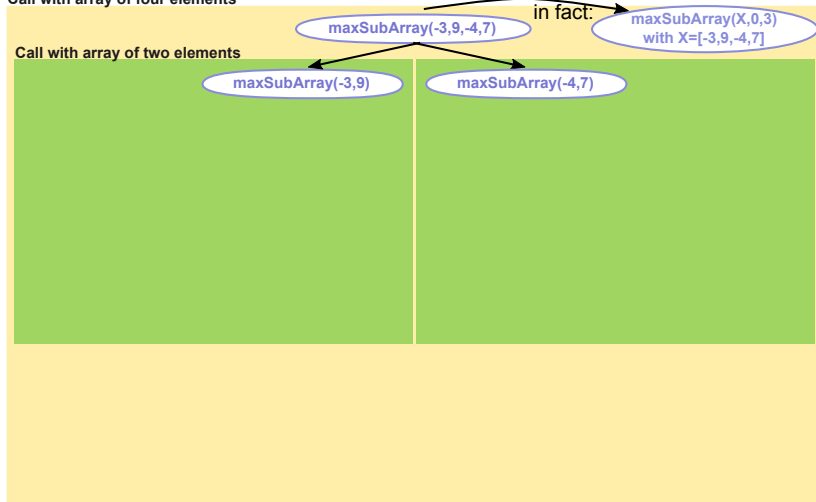 Call with array of four elements
in fact:
maxSubArray(X,0,3)
with X=[-3,9,-4,7]
maxSubArray(-3,9,-4,7)
Call with array of two elements
maxSubArray(-3,9)
maxSubArray(-4,7)